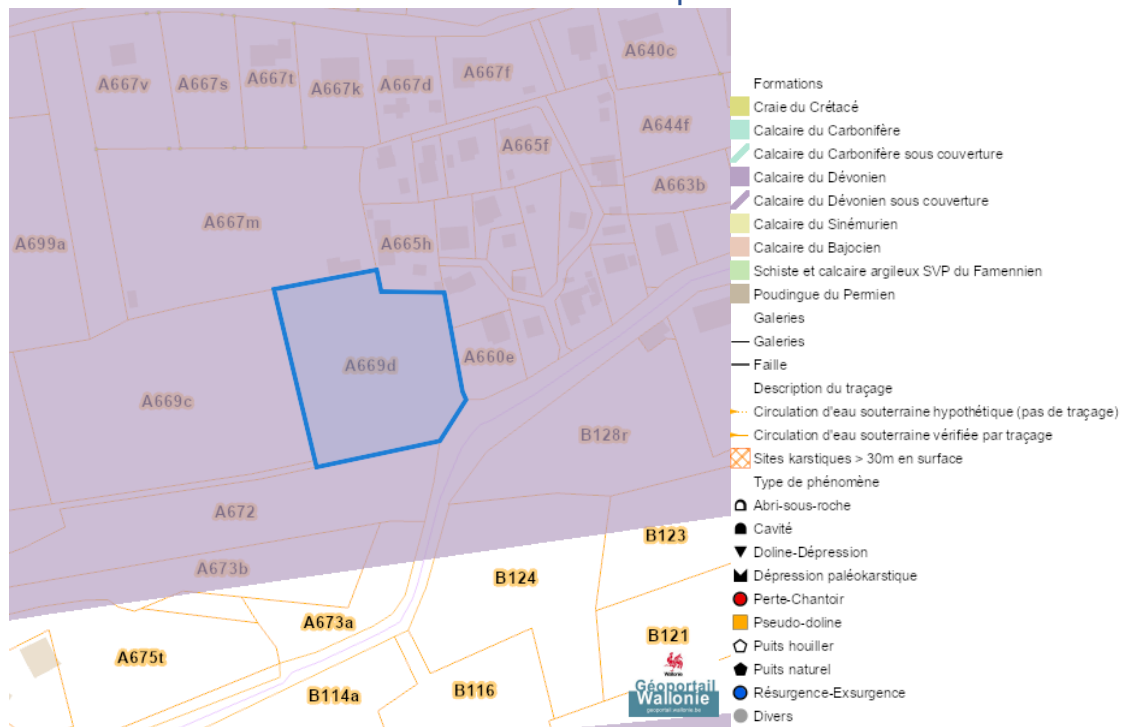 A640c
A667v
A667s
A667t
A667k
A667d
A667f
A644f
A665f
A663b
A699a
A667m
A665h
A669d
A660e
A669c
B128r
A672
B123
A673b
B124
A673a
B121
A675t
B114a
B116
Wallonie
Géoportail
Wallonie
geoportail.wallonie.be
Formations
Craie du Crétacé
Calcaire du Carbonifère
Calcaire du Carbonifère sous couverture
Calcaire du Dévonien
Calcaire du Dévonien sous couverture
Calcaire du Sinémurien
Calcaire du Bajocien
Schiste et calcaire argileux SVP du Famennien
Poudingue du Permien
Galeries
Galeries
Faille
Description du traçage
Circulation d'eau souterraine hypothétique (pas de traçage)
Circulation d'eau souterraine vérifiée par traçage
Sites karstiques > 30m en surface
Type de phénomène
Abri-sous-roche
Cavité
Doline-Dépression
Dépression paléokarstique
Perte-Chantoir
Pseudo-doline
Puits houiller
Puits naturel
Résurgence-Exsurgence
Divers